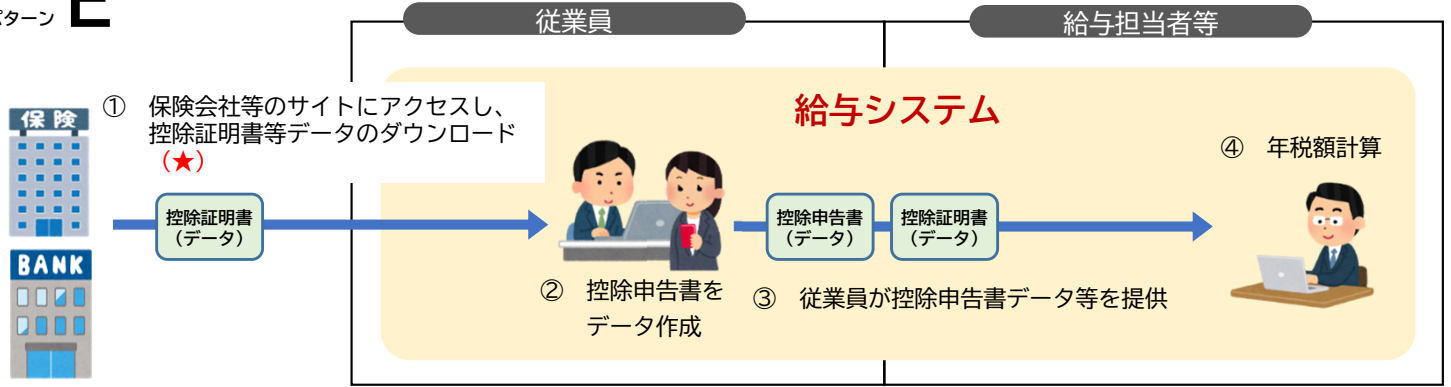 パターン E
従業員
給与担当者等
保険
① 保険会社等のサイトにアクセスし、
控除証明書等データのダウンロード
（★）
給与システム
④ 年税額計算
控除証明書
（データ）
控除申告書
（データ）
控除証明書
（データ）
BANK
② 控除申告書を
データ作成
③ 従業員が控除申告書データ等を提供